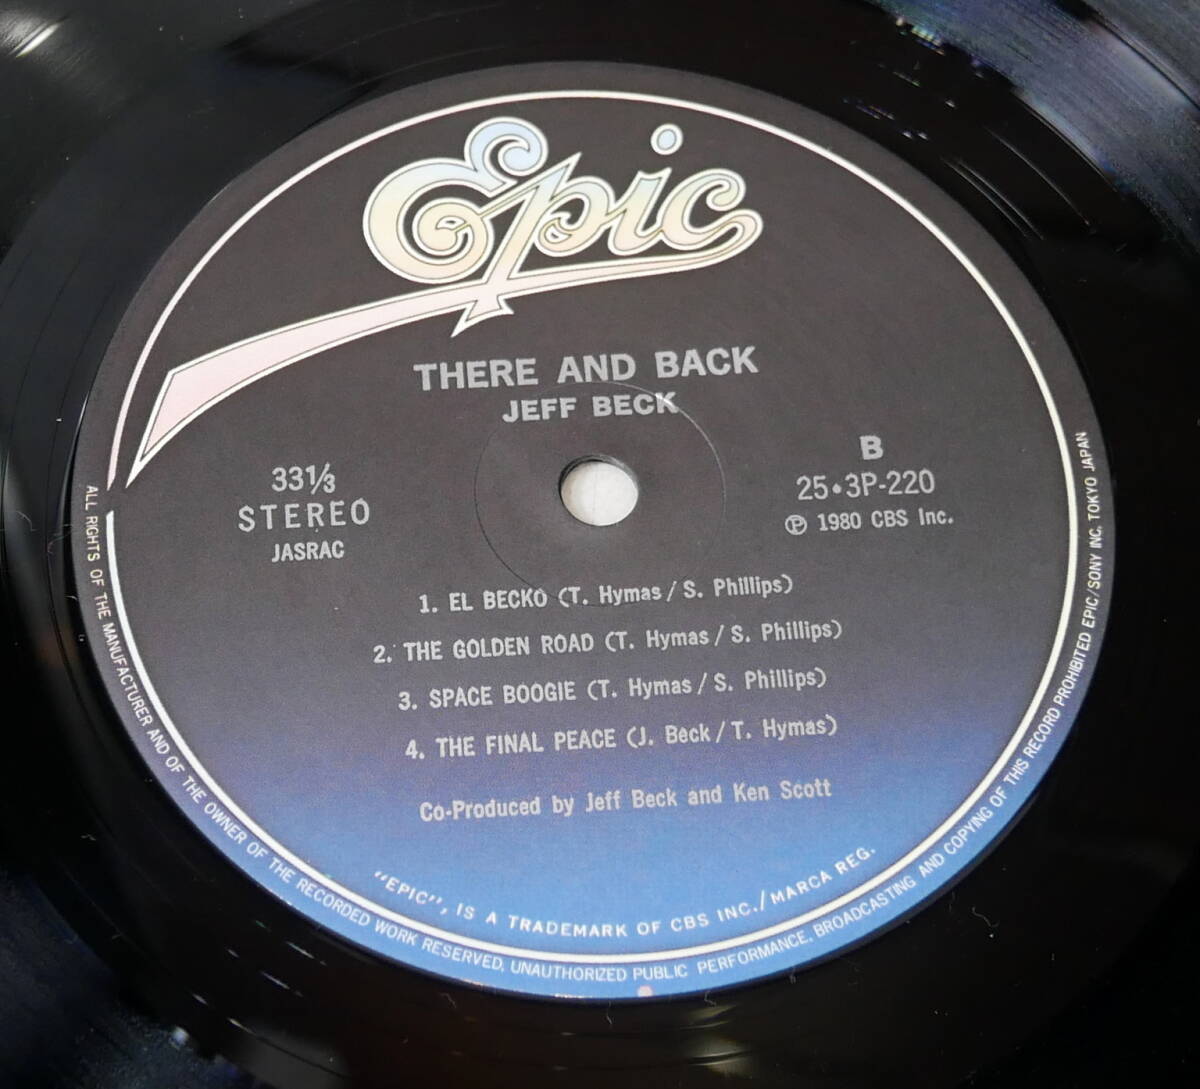 Epic
THERE AND BACK
JEFF BECK
33⅓
STEREO
JASRAC
B
25・3P-220
Ⓟ 1980 CBS Inc.
1. EL BECKO (T. Hymas / S. Phillips)
2. THE GOLDEN ROAD (T. Hymas / S. Phillips)
3. SPACE BOOGIE (T. Hymas / S. Phillips)
4. THE FINAL PEACE (J. Beck / T. Hymas)
Co-Produced by Jeff Beck and Ken Scott
"EPIC", IS A TRADEMARK OF CBS INC./MARCA REG.
ALL RIGHTS OF THE MANUFACTURER AND OF THE OWNER OF THE RECORDED WORK RESERVED. UNAUTHORIZED PUBLIC PERFORMANCE, BROADCASTING AND COPYING OF THIS RECORD PROHIBITED EPIC/SONY INC. TOKYO JAPAN